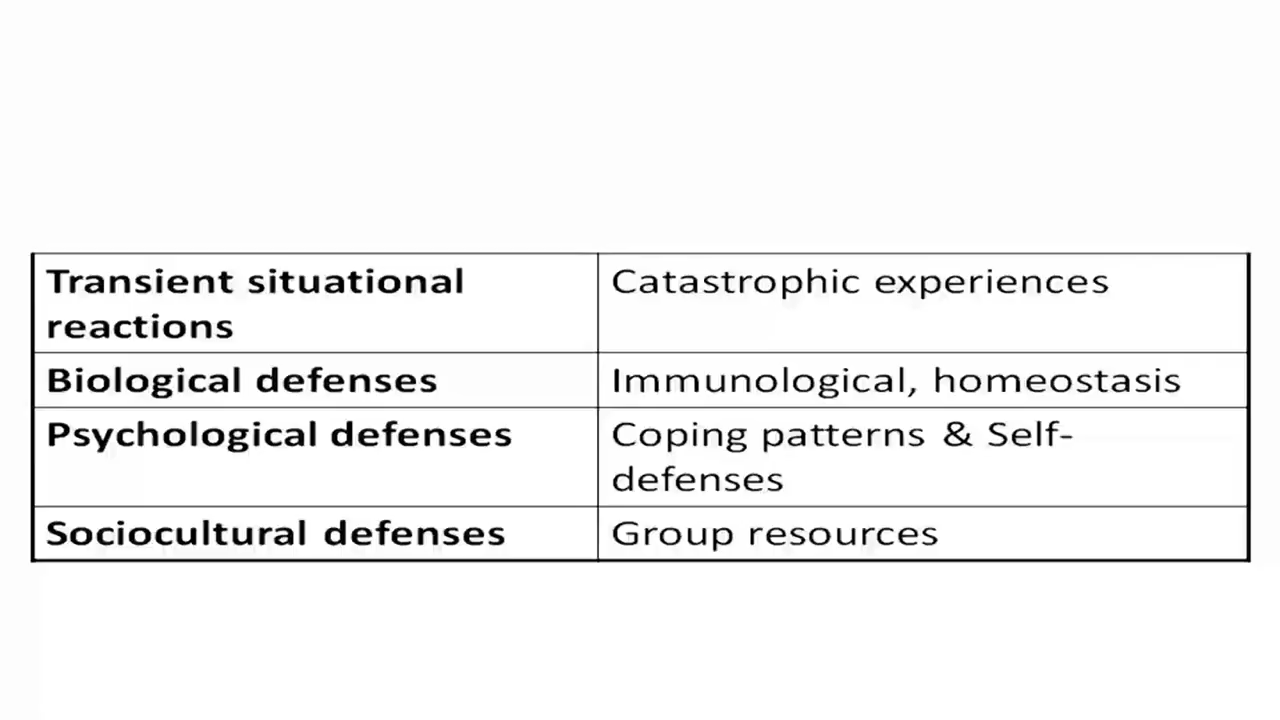 Transient situational Catastrophic experiences
reactions
Biological defenses Immunological, homeostasis
Psychological defenses Coping patterns & Self-
defenses
Sociocultural defenses Group resources